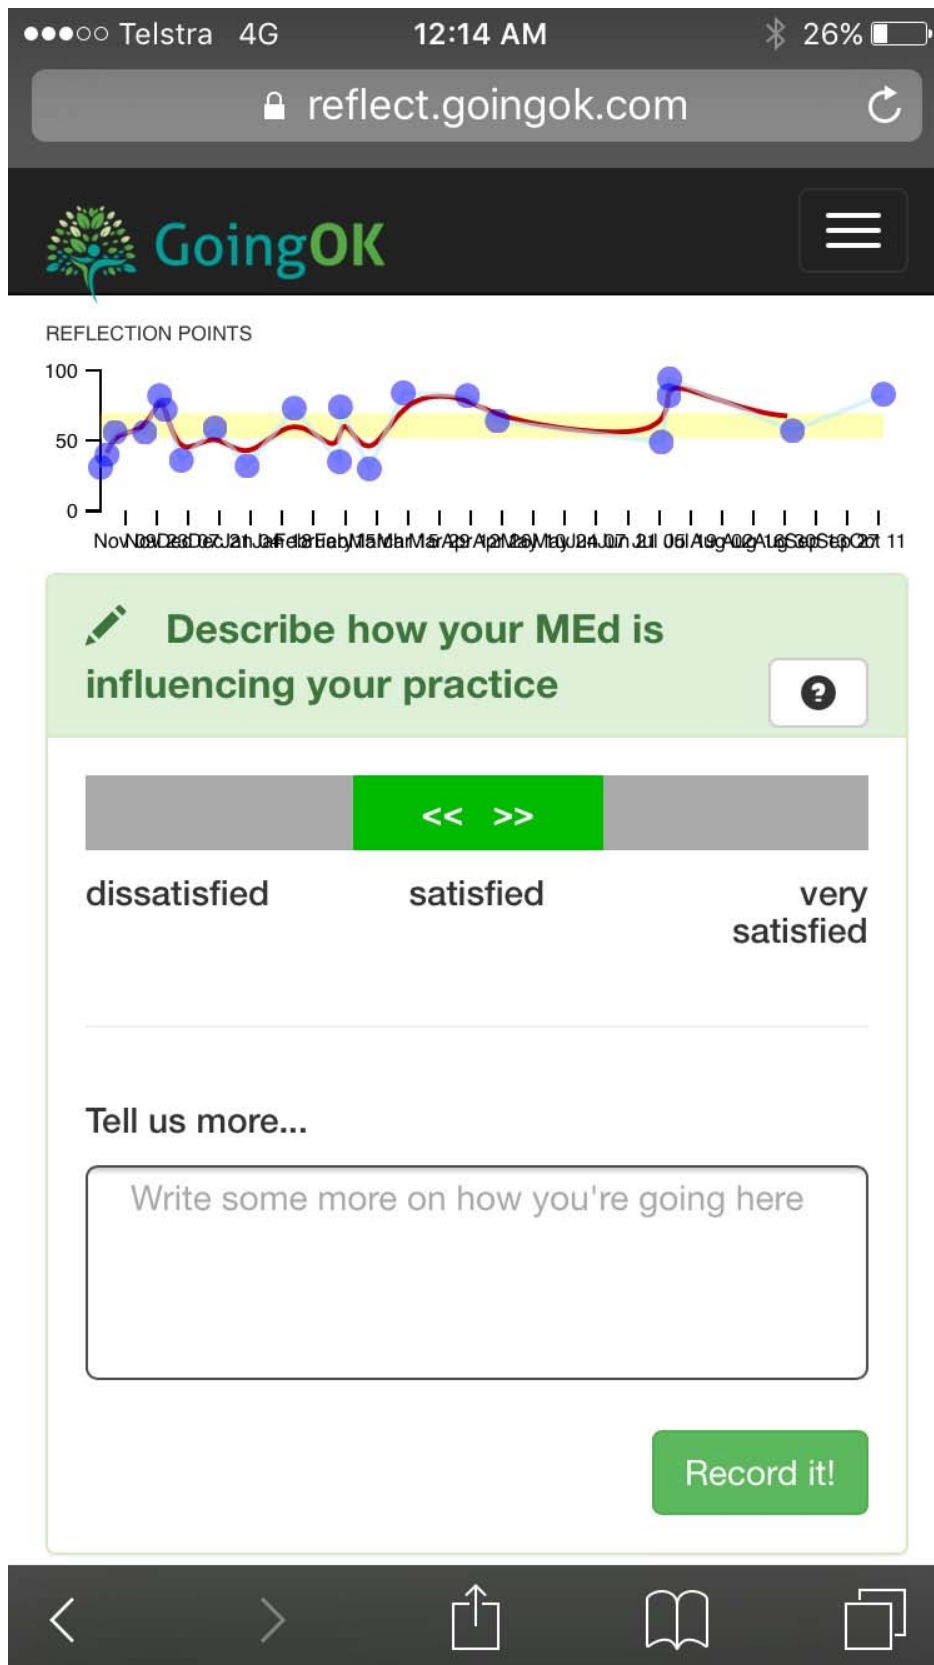 Telstra 4G 12:14 AM 26%
reflect.goingok.com
GoingOK
REFLECTION POINTS
100
50
0
Nov 11
Describe how your MEd is
influencing your practice
?
<< >>
dissatisfied satisfied very
satisfied
Tell us more...
Write some more on how you're going here
Record it!